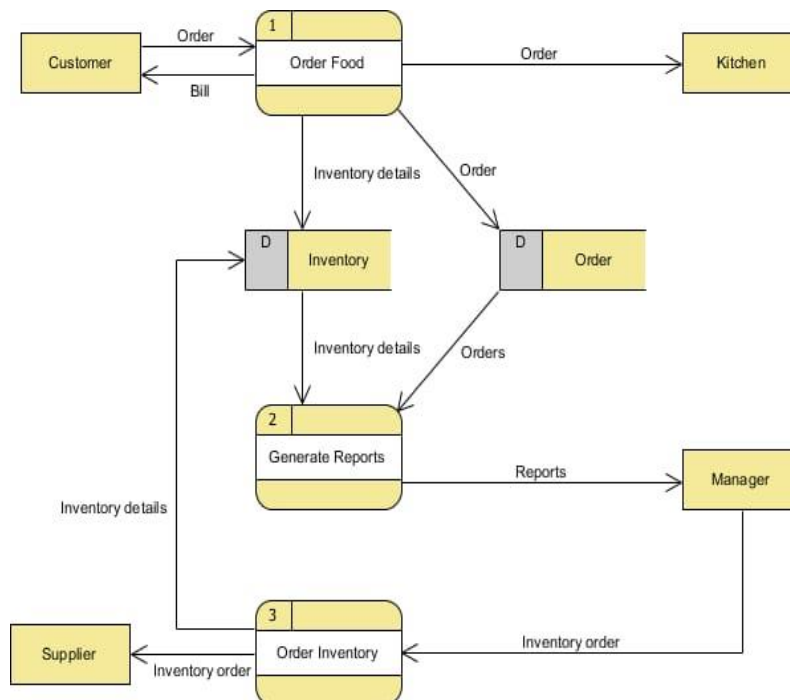 1
Order
Customer
Order Food
Order
Kitchen
Bill
Inventory details
Order
D
Inventory
D
Order
Inventory details
Orders
2
Generate Reports
Reports
Manager
Inventory details
3
Order Inventory
Inventory order
Supplier
Inventory order